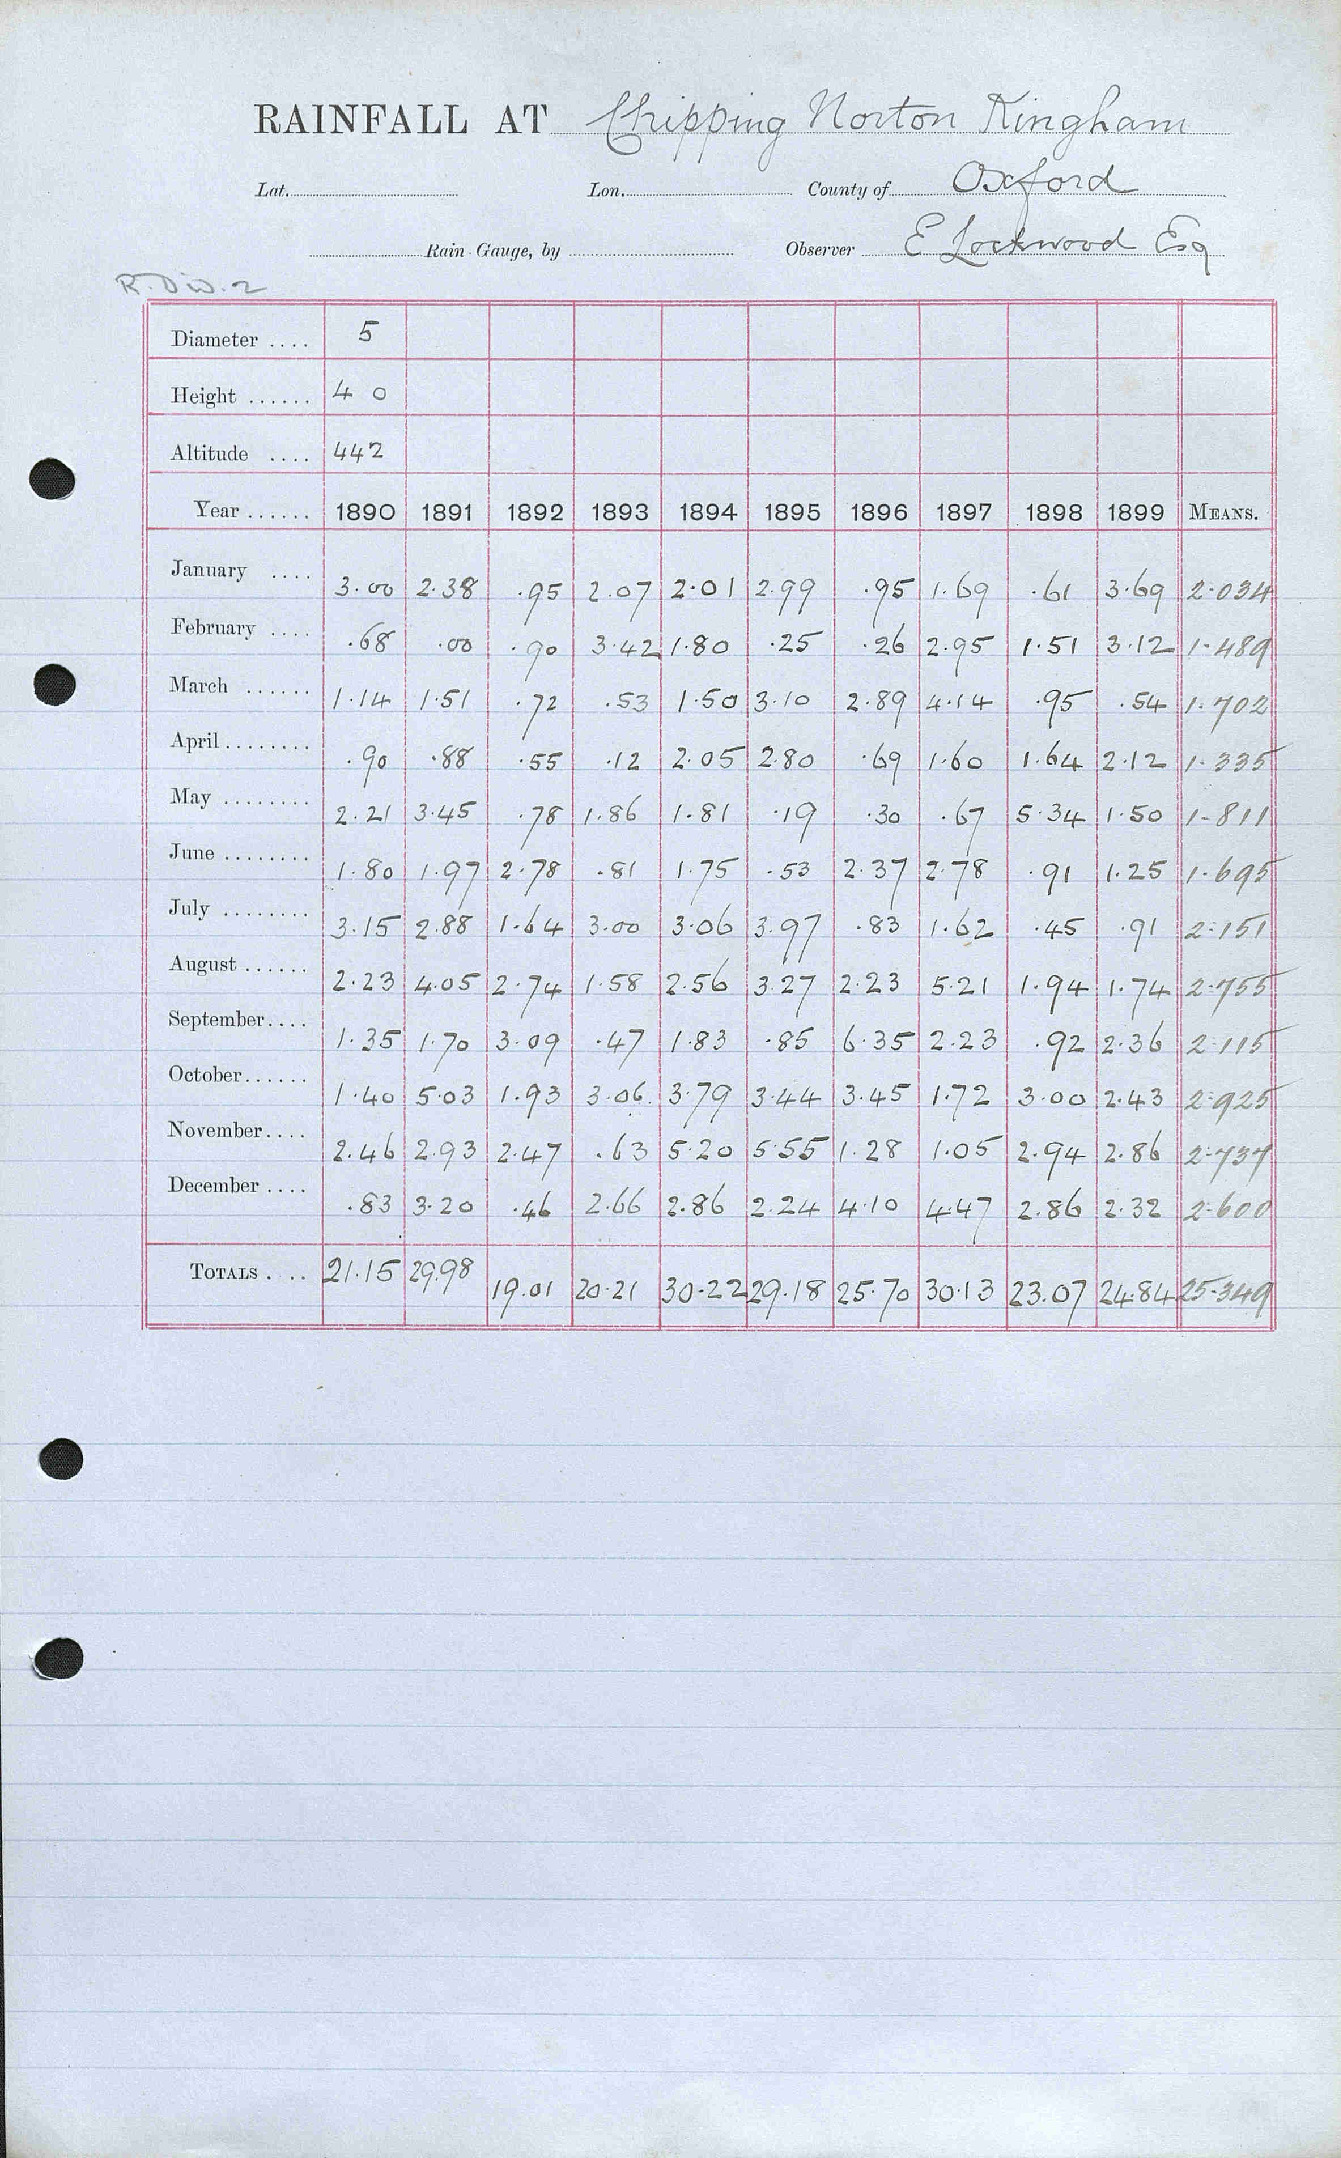 RAINFALL AT Chipping Norton Kingham
Lat. Lon. County of Oxford
Rain Gauge, by Observer E Lockwood Esq
R. Div. 2
Diameter .... 5
Height ...... 4 0
Altitude .... 442
Year ...... 1890 1891 1892 1893 1894 1895 1896 1897 1898 1899 MEANS.
January .... 3.00 2.38 .95 2.07 2.01 2.99 .95 1.69 .61 3.69 2.034
February .... .68 .00 .90 3.42 1.80 .25 .26 2.95 1.51 3.12 1.489
March ...... 1.14 1.51 .72 .53 1.50 3.10 2.89 4.14 .95 .54 1.702
April ........ .90 .88 .55 .12 2.05 2.80 .69 1.60 1.64 2.12 1.335
May ........ 2.21 3.45 .78 1.86 1.81 .19 .30 .67 5.34 1.50 1.811
June ........ 1.80 1.97 2.78 .81 1.75 .53 2.37 2.78 .91 1.25 1.695
July ........ 3.15 2.88 1.64 3.00 3.06 3.97 .83 1.62 .45 .91 2.151
August ...... 2.23 4.05 2.74 1.58 2.56 3.27 2.23 5.21 1.94 1.74 2.755
September .... 1.35 1.70 3.09 .47 1.83 .85 6.35 2.23 .92 2.36 2.115
October ...... 1.40 5.03 1.93 3.06 3.79 3.44 3.45 1.72 3.00 2.43 2.925
November .... 2.46 2.93 2.47 .63 5.20 5.55 1.28 1.05 2.94 2.86 2.737
December .... .83 3.20 .46 2.66 2.86 2.24 4.10 4.47 2.86 2.32 2.600
TOTALS .... 21.15 29.98 19.01 20.21 30.22 29.18 25.70 30.13 23.07 24.84 25.349